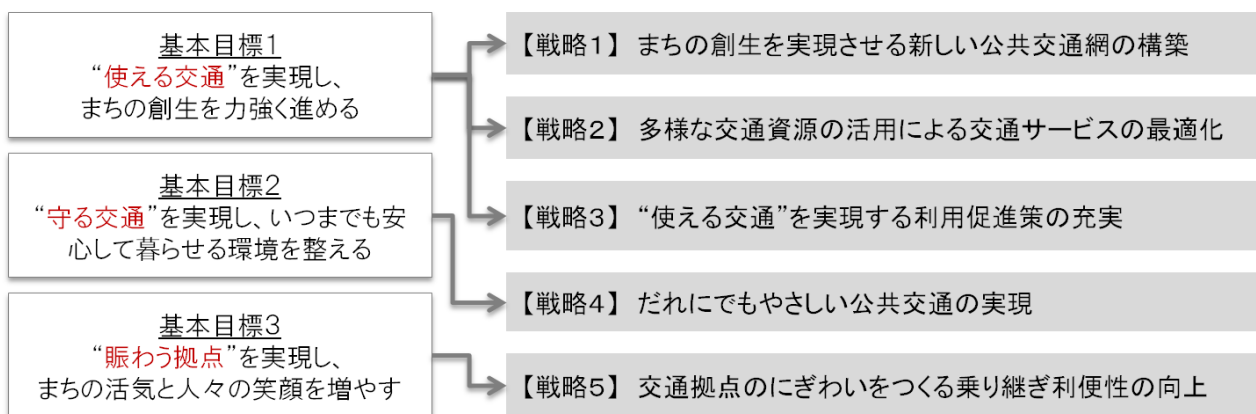 基本目標1
“使える交通”を実現し、
まちの創生を力強く進める
基本目標2
“守る交通”を実現し、いつまでも安
心して暮らせる環境を整える
基本目標3
“賑わう拠点”を実現し、
まちの活気と人々の笑顔を増やす
【戦略1】 まちの創生を実現させる新しい公共交通網の構築
【戦略2】 多様な交通資源の活用による交通サービスの最適化
【戦略3】 “使える交通”を実現する利用促進策の充実
【戦略4】 だれにでもやさしい公共交通の実現
【戦略5】 交通拠点のにぎわいをつくる乗り継ぎ利便性の向上